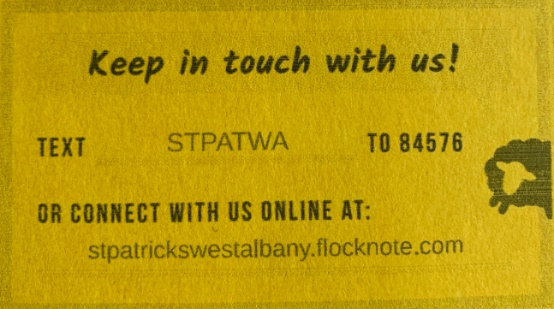 Keep in touch with us!
TEXT STPATWA TO 84576
OR CONNECT WITH US ONLINE AT:
stpatrickswestalbany.flocknote.com